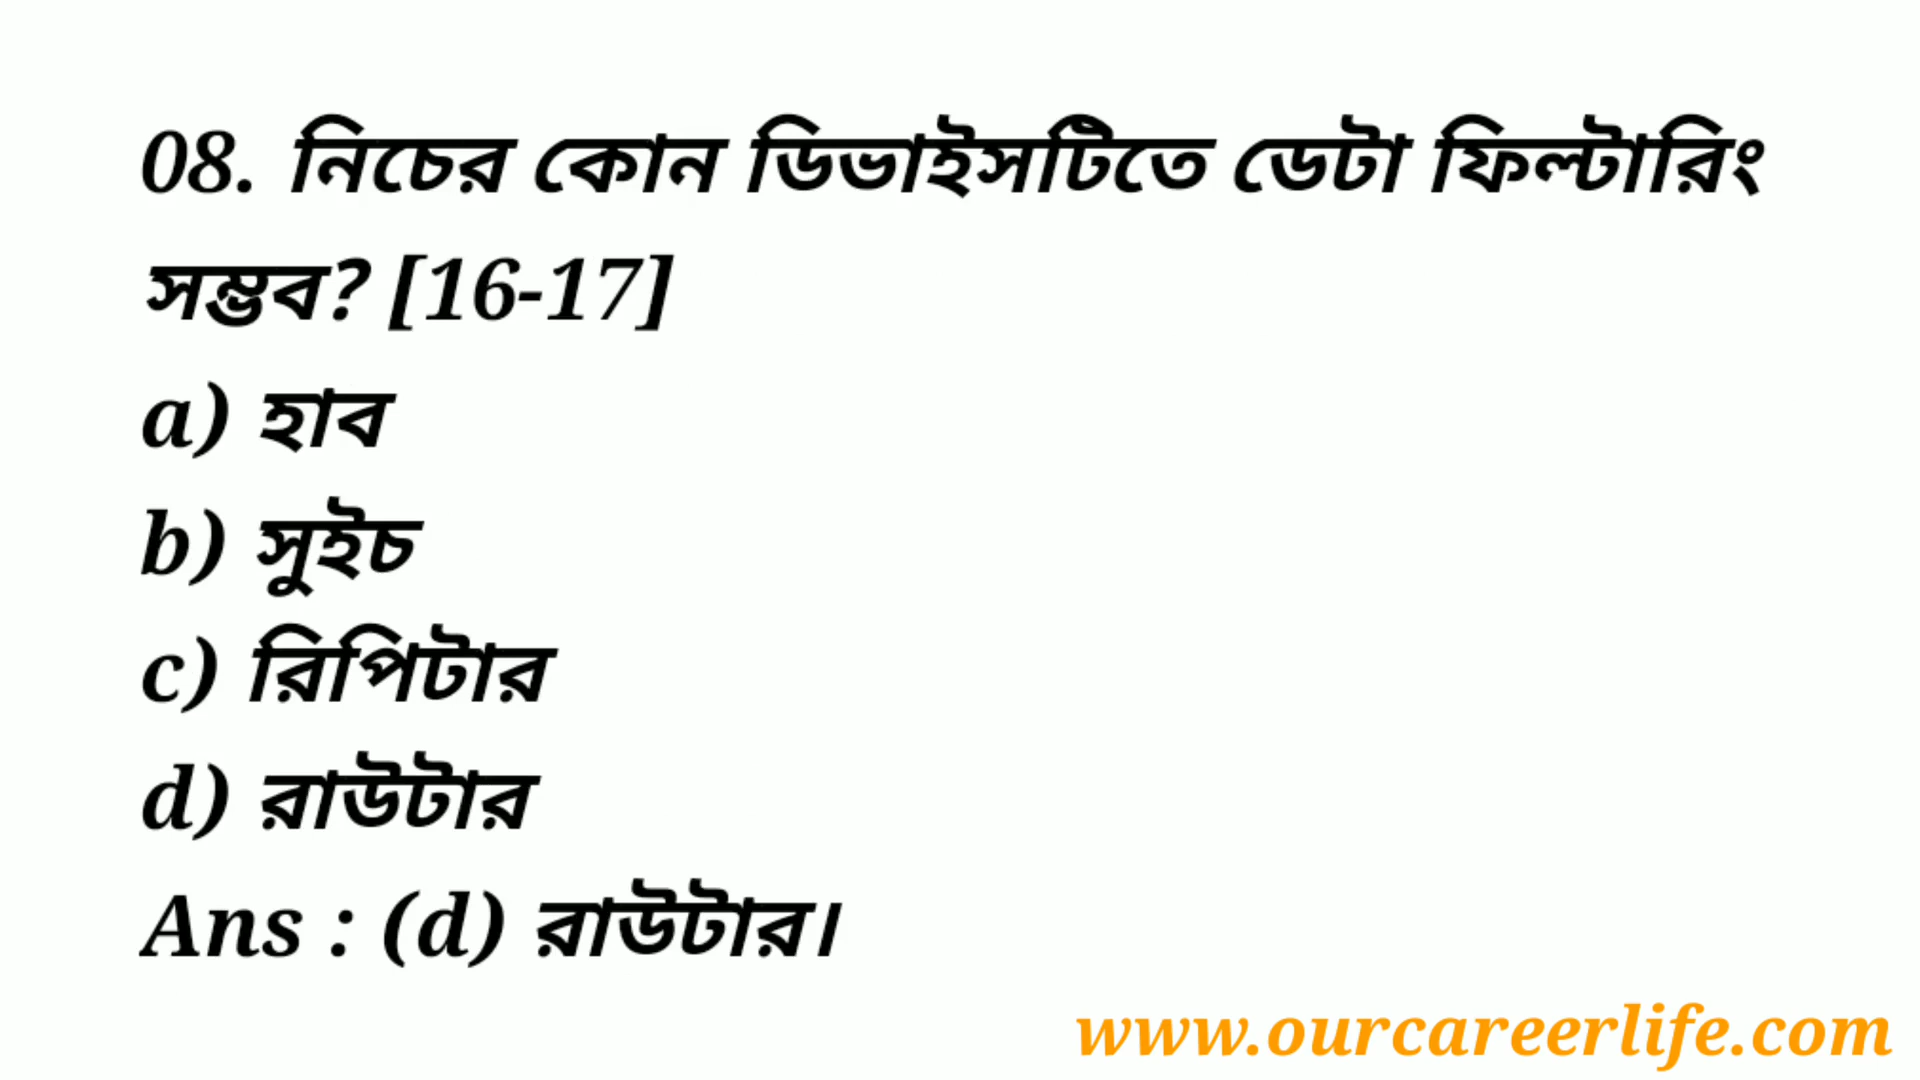 08. নিচের কোন ডিভাইসটিতে ডেটা ফিল্টারিং
সম্ভব? [16-17]
a) হাব
b) সুইচ
c) রিপিটার
d) রাউটার
Ans : (d) রাউটার।
www.ourcareerlife.com